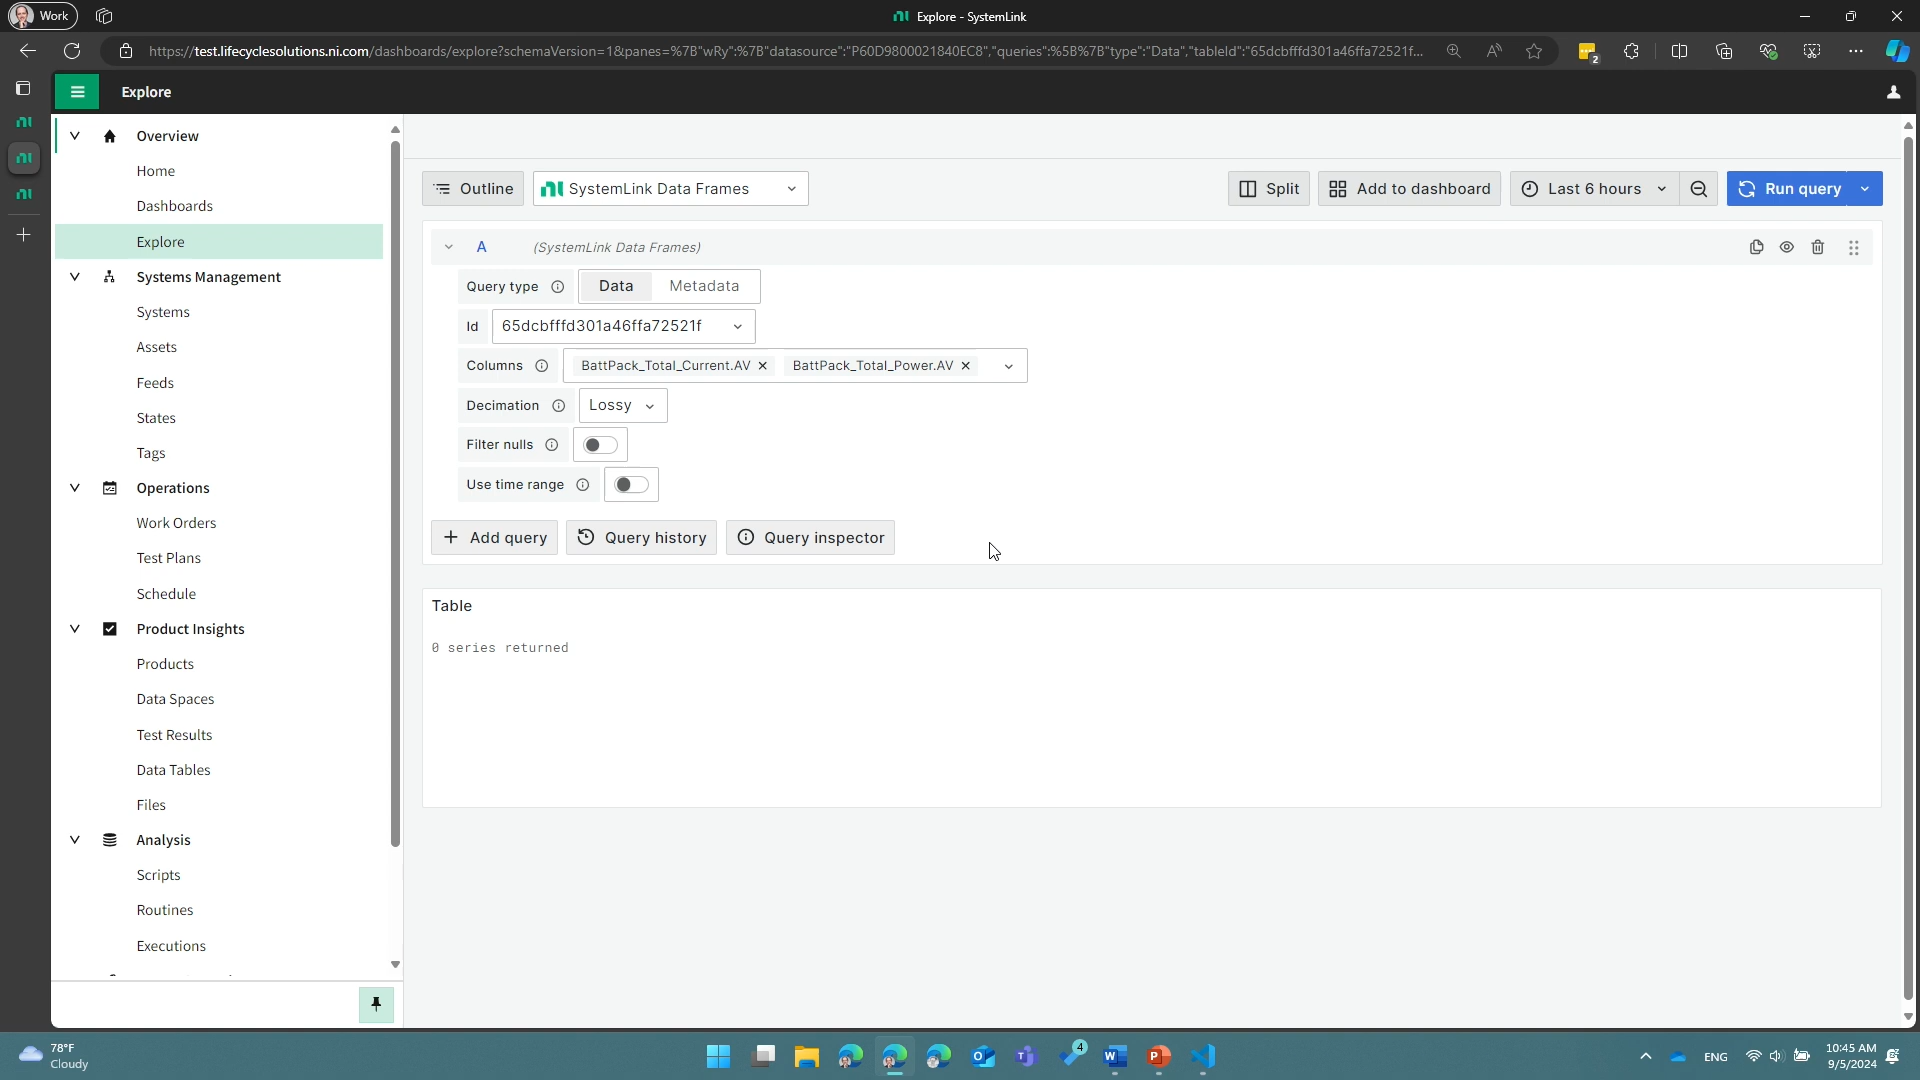 Work
Explore - SystemLink
https://test.lifecyclesolutions.ni.com/dashboards/explore?schemaVersion=1&panes=%7B"wRy":%7B"datasource":"P60D9800021840EC8","queries":%5B%7B"type":"Data","tableId":"65dcbfffd301a46ffa72521f...
2
Explore
Overview
Home
Dashboards
Explore
Systems Management
Systems
Assets
Feeds
States
Tags
Operations
Work Orders
Test Plans
Schedule
Product Insights
Products
Data Spaces
Test Results
Data Tables
Files
Analysis
Scripts
Routines
Executions
Outline
SystemLink Data Frames
Split
Add to dashboard
Last 6 hours
Run query
A (SystemLink Data Frames)
Query type Data Metadata
Id 65dcbfffd301a46ffa72521f
Columns BattPack_Total_Current.AV BattPack_Total_Power.AV
Decimation Lossy
Filter nulls
Use time range
Add query Query history Query inspector
Table
0 series returned
78°F
Cloudy
4
ENG
10:45 AM
9/5/2024